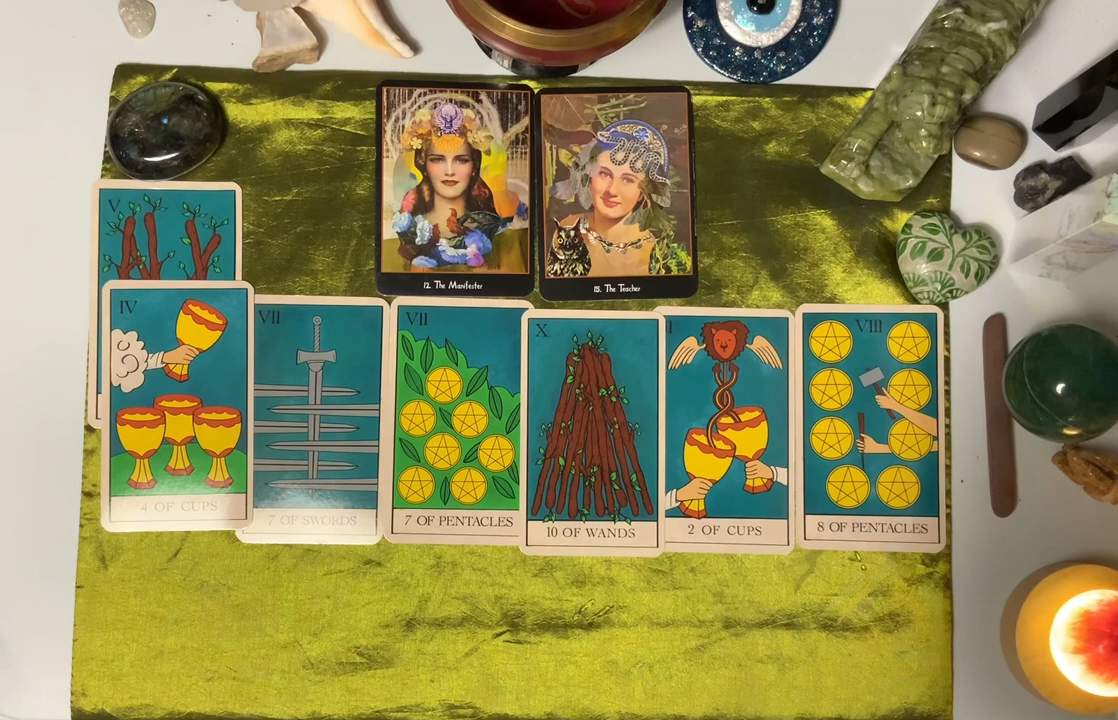 12. The Manifester
15. The Teacher
V
IV
4 OF CUPS
VII
7 OF SWORDS
VII
7 OF PENTACLES
X
10 OF WANDS
I
2 OF CUPS
VIII
8 OF PENTACLES